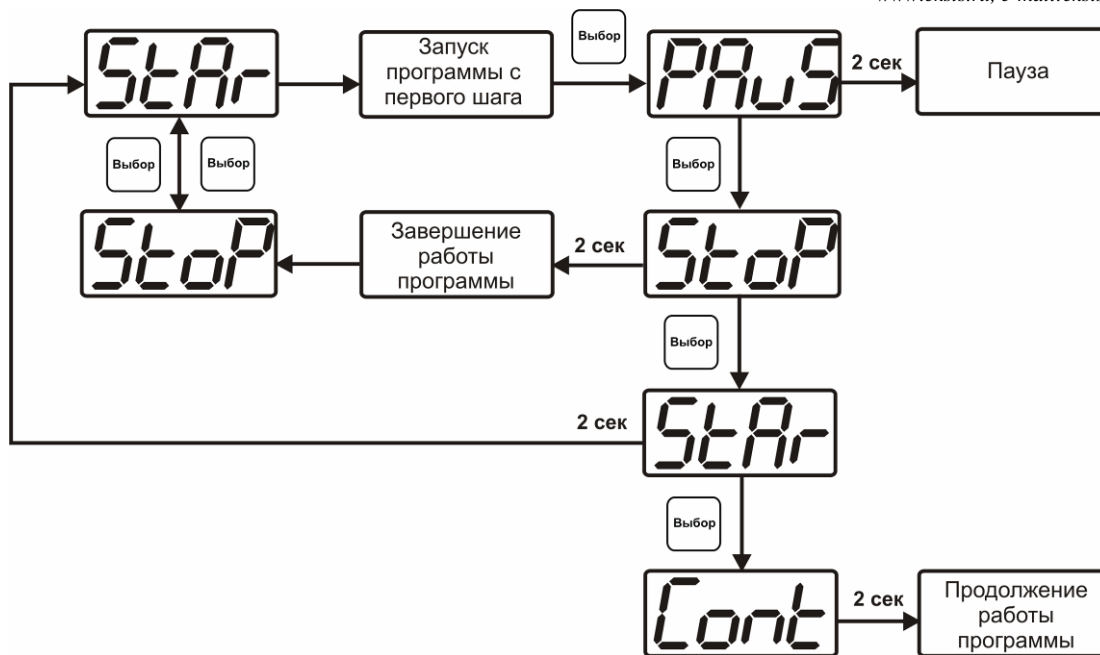 StAr
Запуск
программы с
первого шага
Выбор
PAuS
2 сек
Пауза
Выбор
Выбор
Выбор
StoP
Завершение
работы
программы
2 сек
StoP
Выбор
2 сек
StAr
Выбор
Cont
2 сек
Продолжение
работы
программы